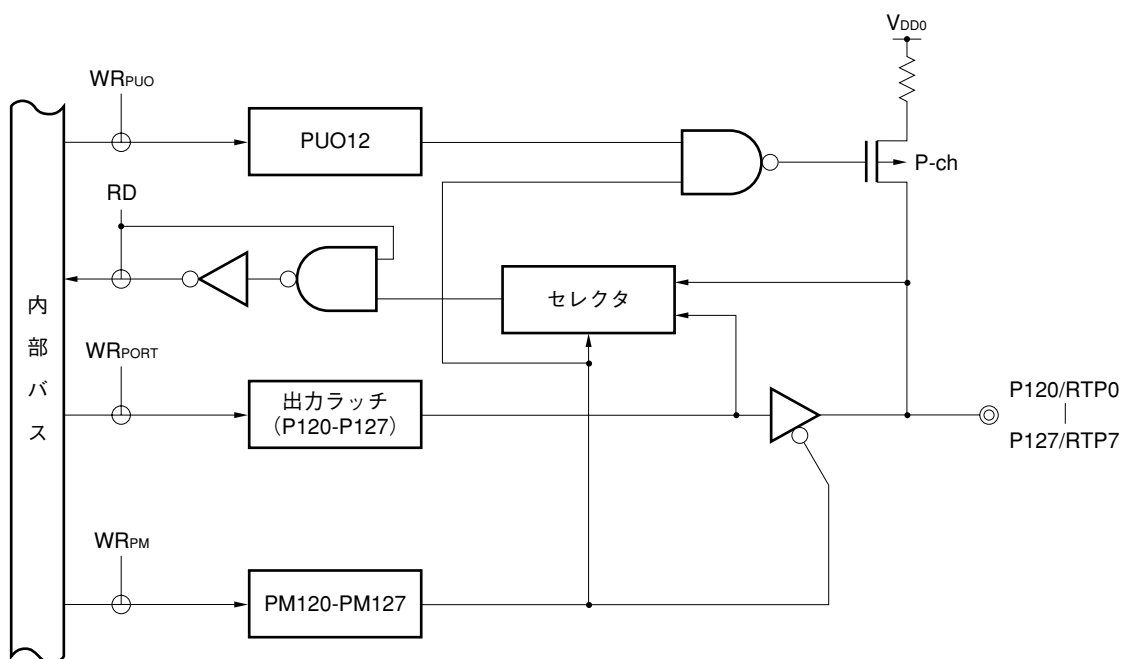 VDD0
WRPUO
PUO12
P-ch
RD
セレクタ
内部バス
WRPORT
出力ラッチ
(P120-P127)
P120/RTP0
P127/RTP7
WRPM
PM120-PM127